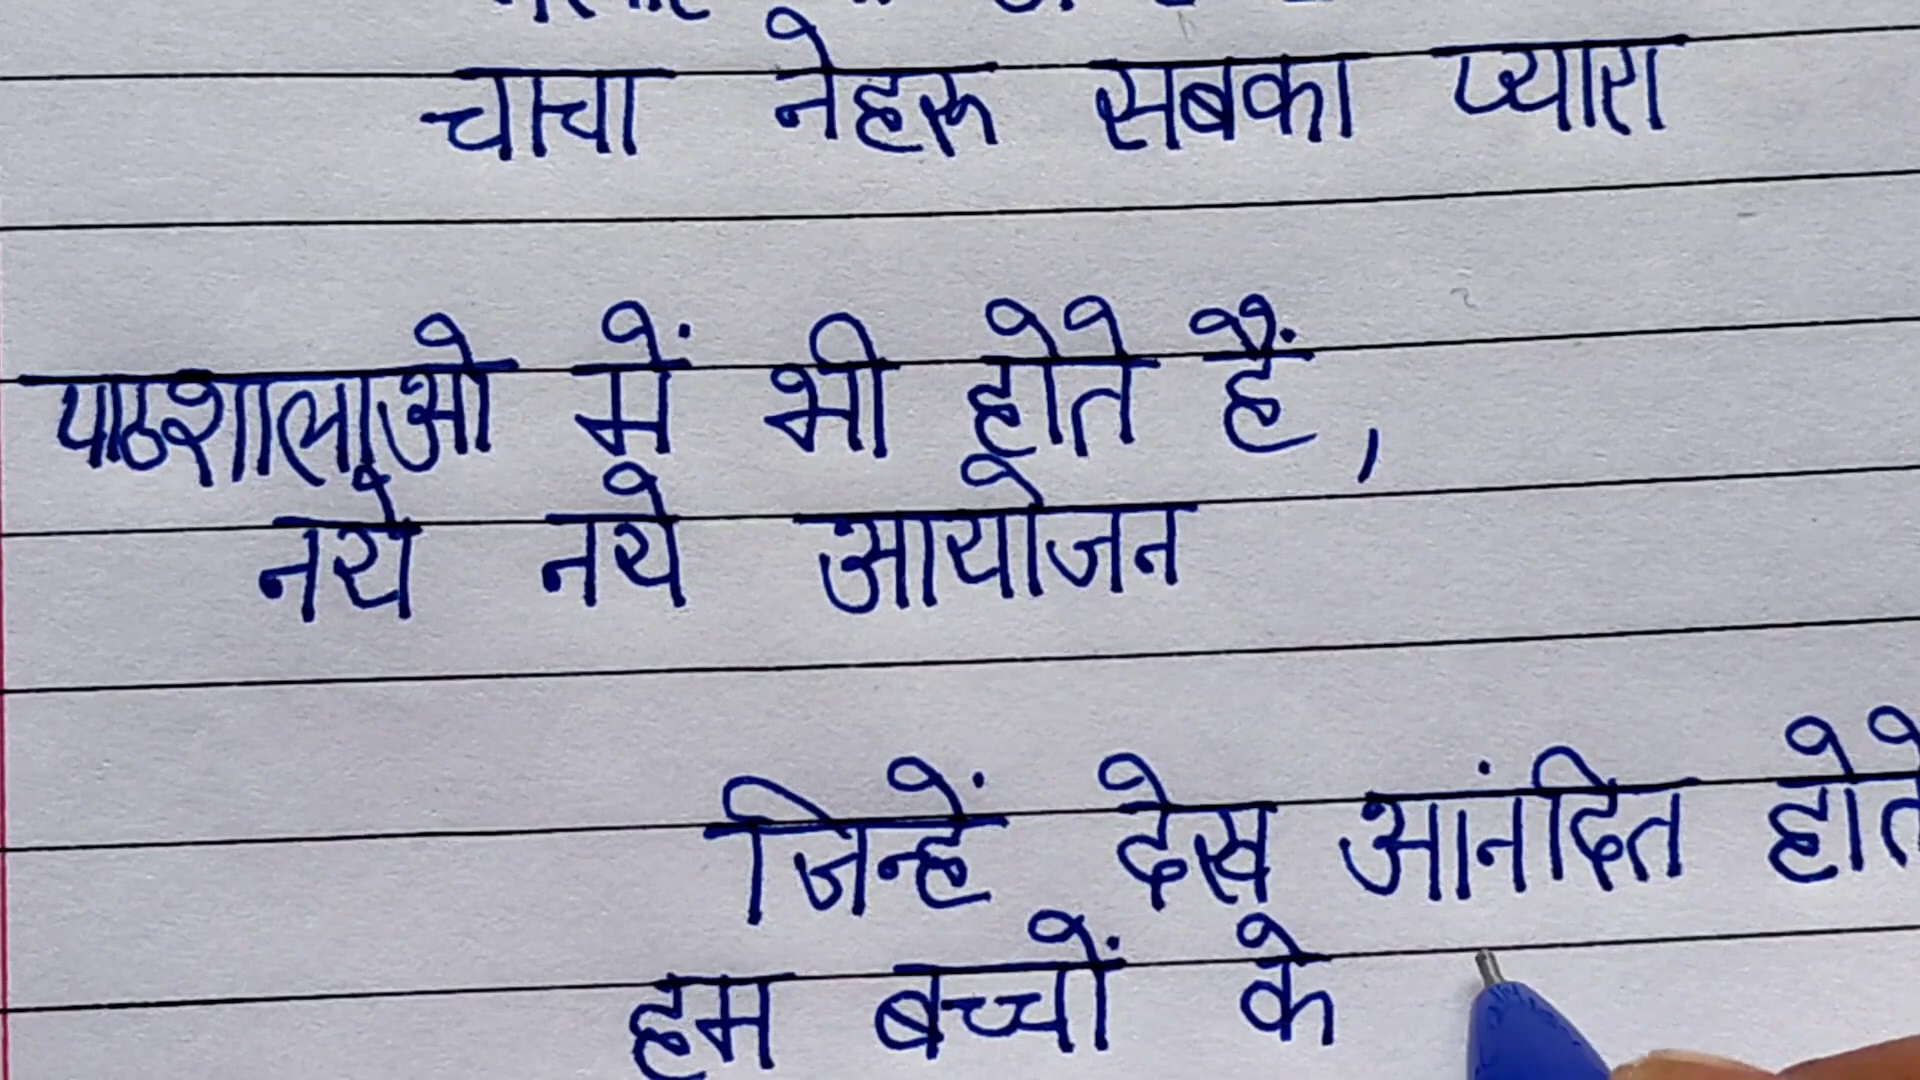 चाचा नेहरू सबका प्यारा
पाठशालाओ में भी होते हैं,
नये नये आयोजन
जिन्हें देख आनंदित होते
हम बच्चों के